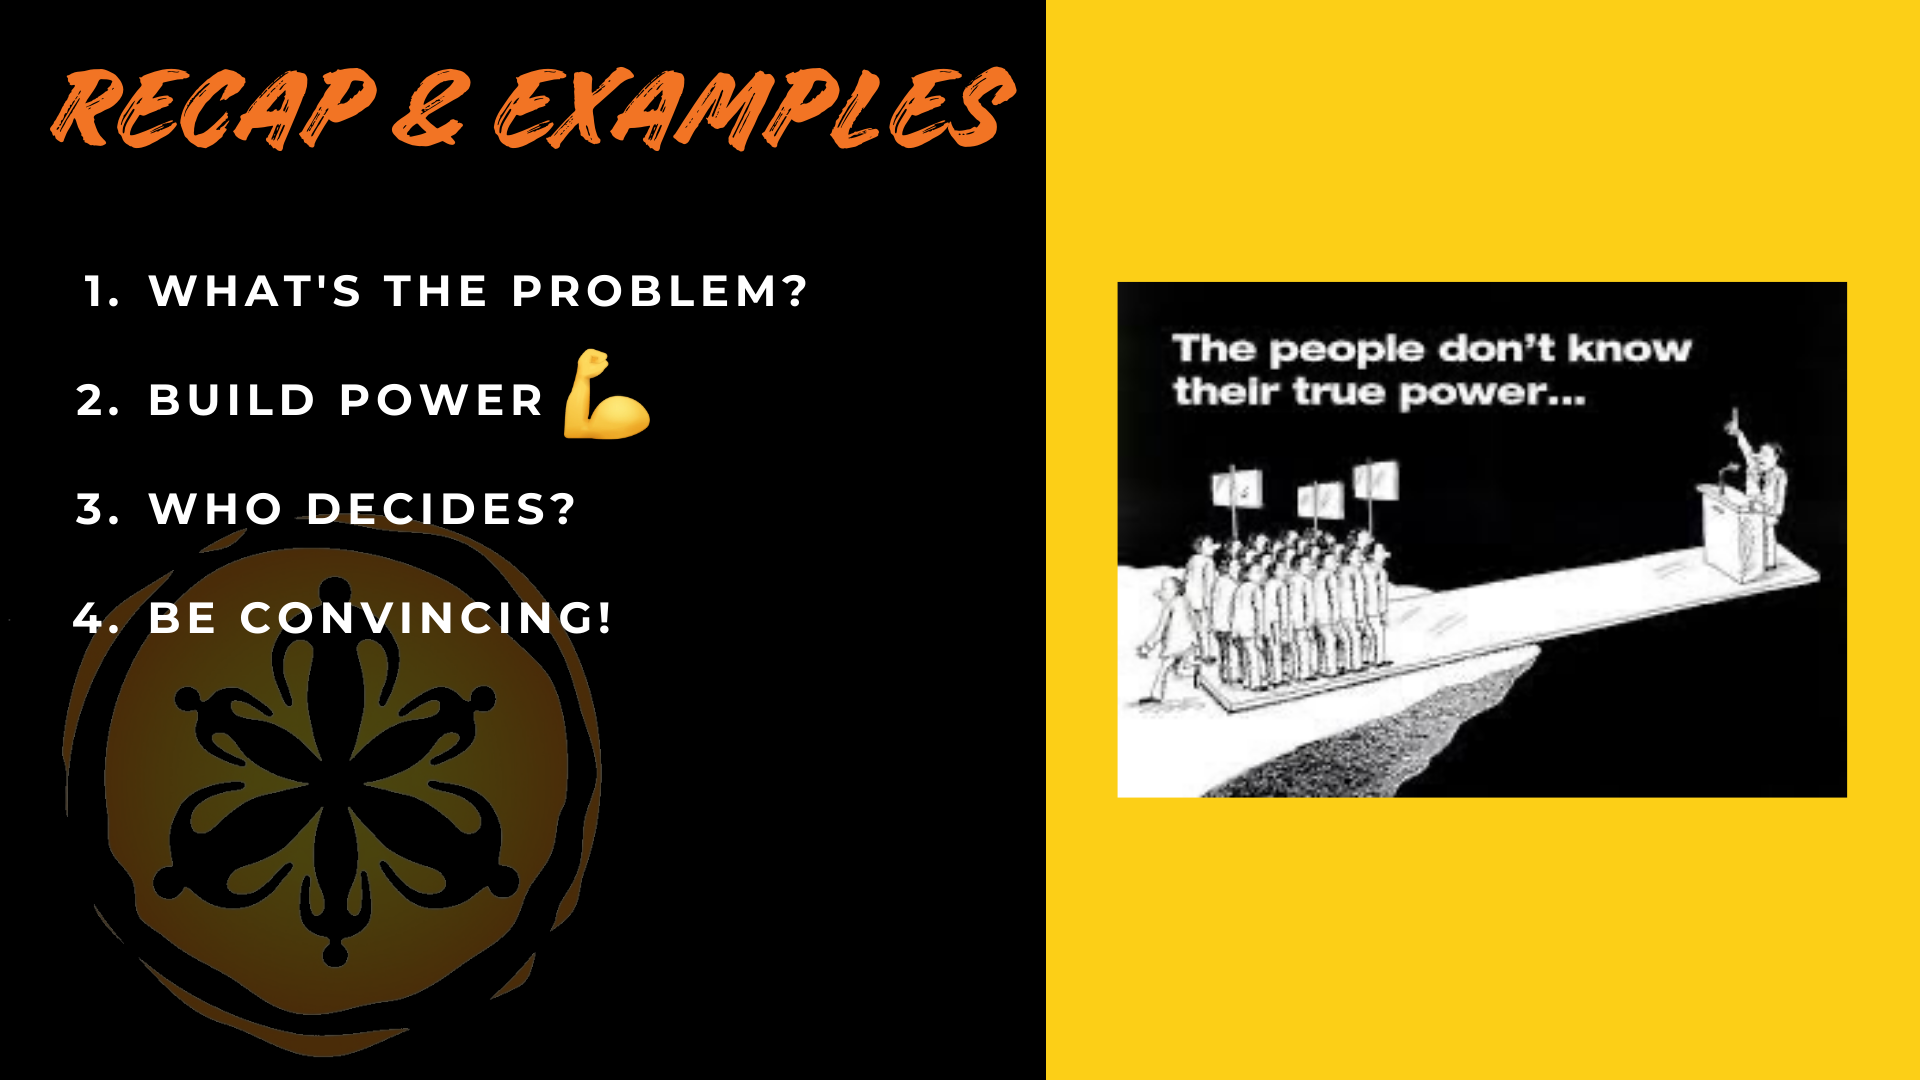 RECAP & EXAMPLES
1. WHAT'S THE PROBLEM?
2. BUILD POWER 💪
3. WHO DECIDES?
4. BE CONVINCING!
The people don't know
their true power...